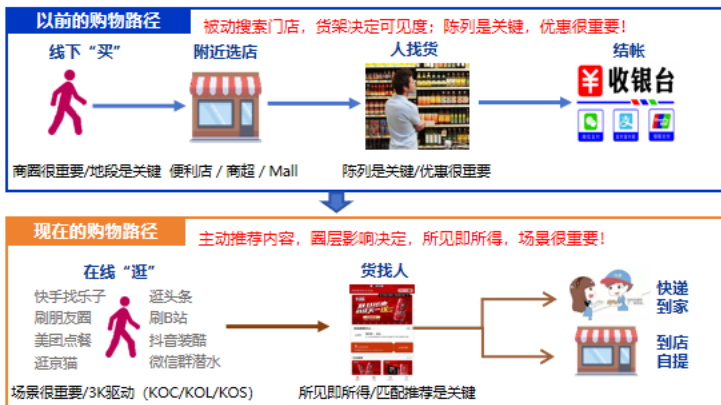 以前的购物路径
被动搜索门店，货架决定可见度；陈列是关键，优惠很重要！
线下“买”
附近选店
人找货
结帐
¥ 收银台
商圈很重要/地段是关键
便利店 / 商超 / Mall
陈列是关键/优惠很重要
现在的购物路径
主动推荐内容，圈层影响决定，所见即所得，场景很重要！
在线“逛”
货找人
快手找乐子
逛头条
刷朋友圈
刷B站
美团点餐
抖音装酷
逛京猫
微信群潜水
快递
到家
到店
自提
场景很重要/3K驱动（KOC/KOL/KOS）
所见即所得/匹配推荐是关键